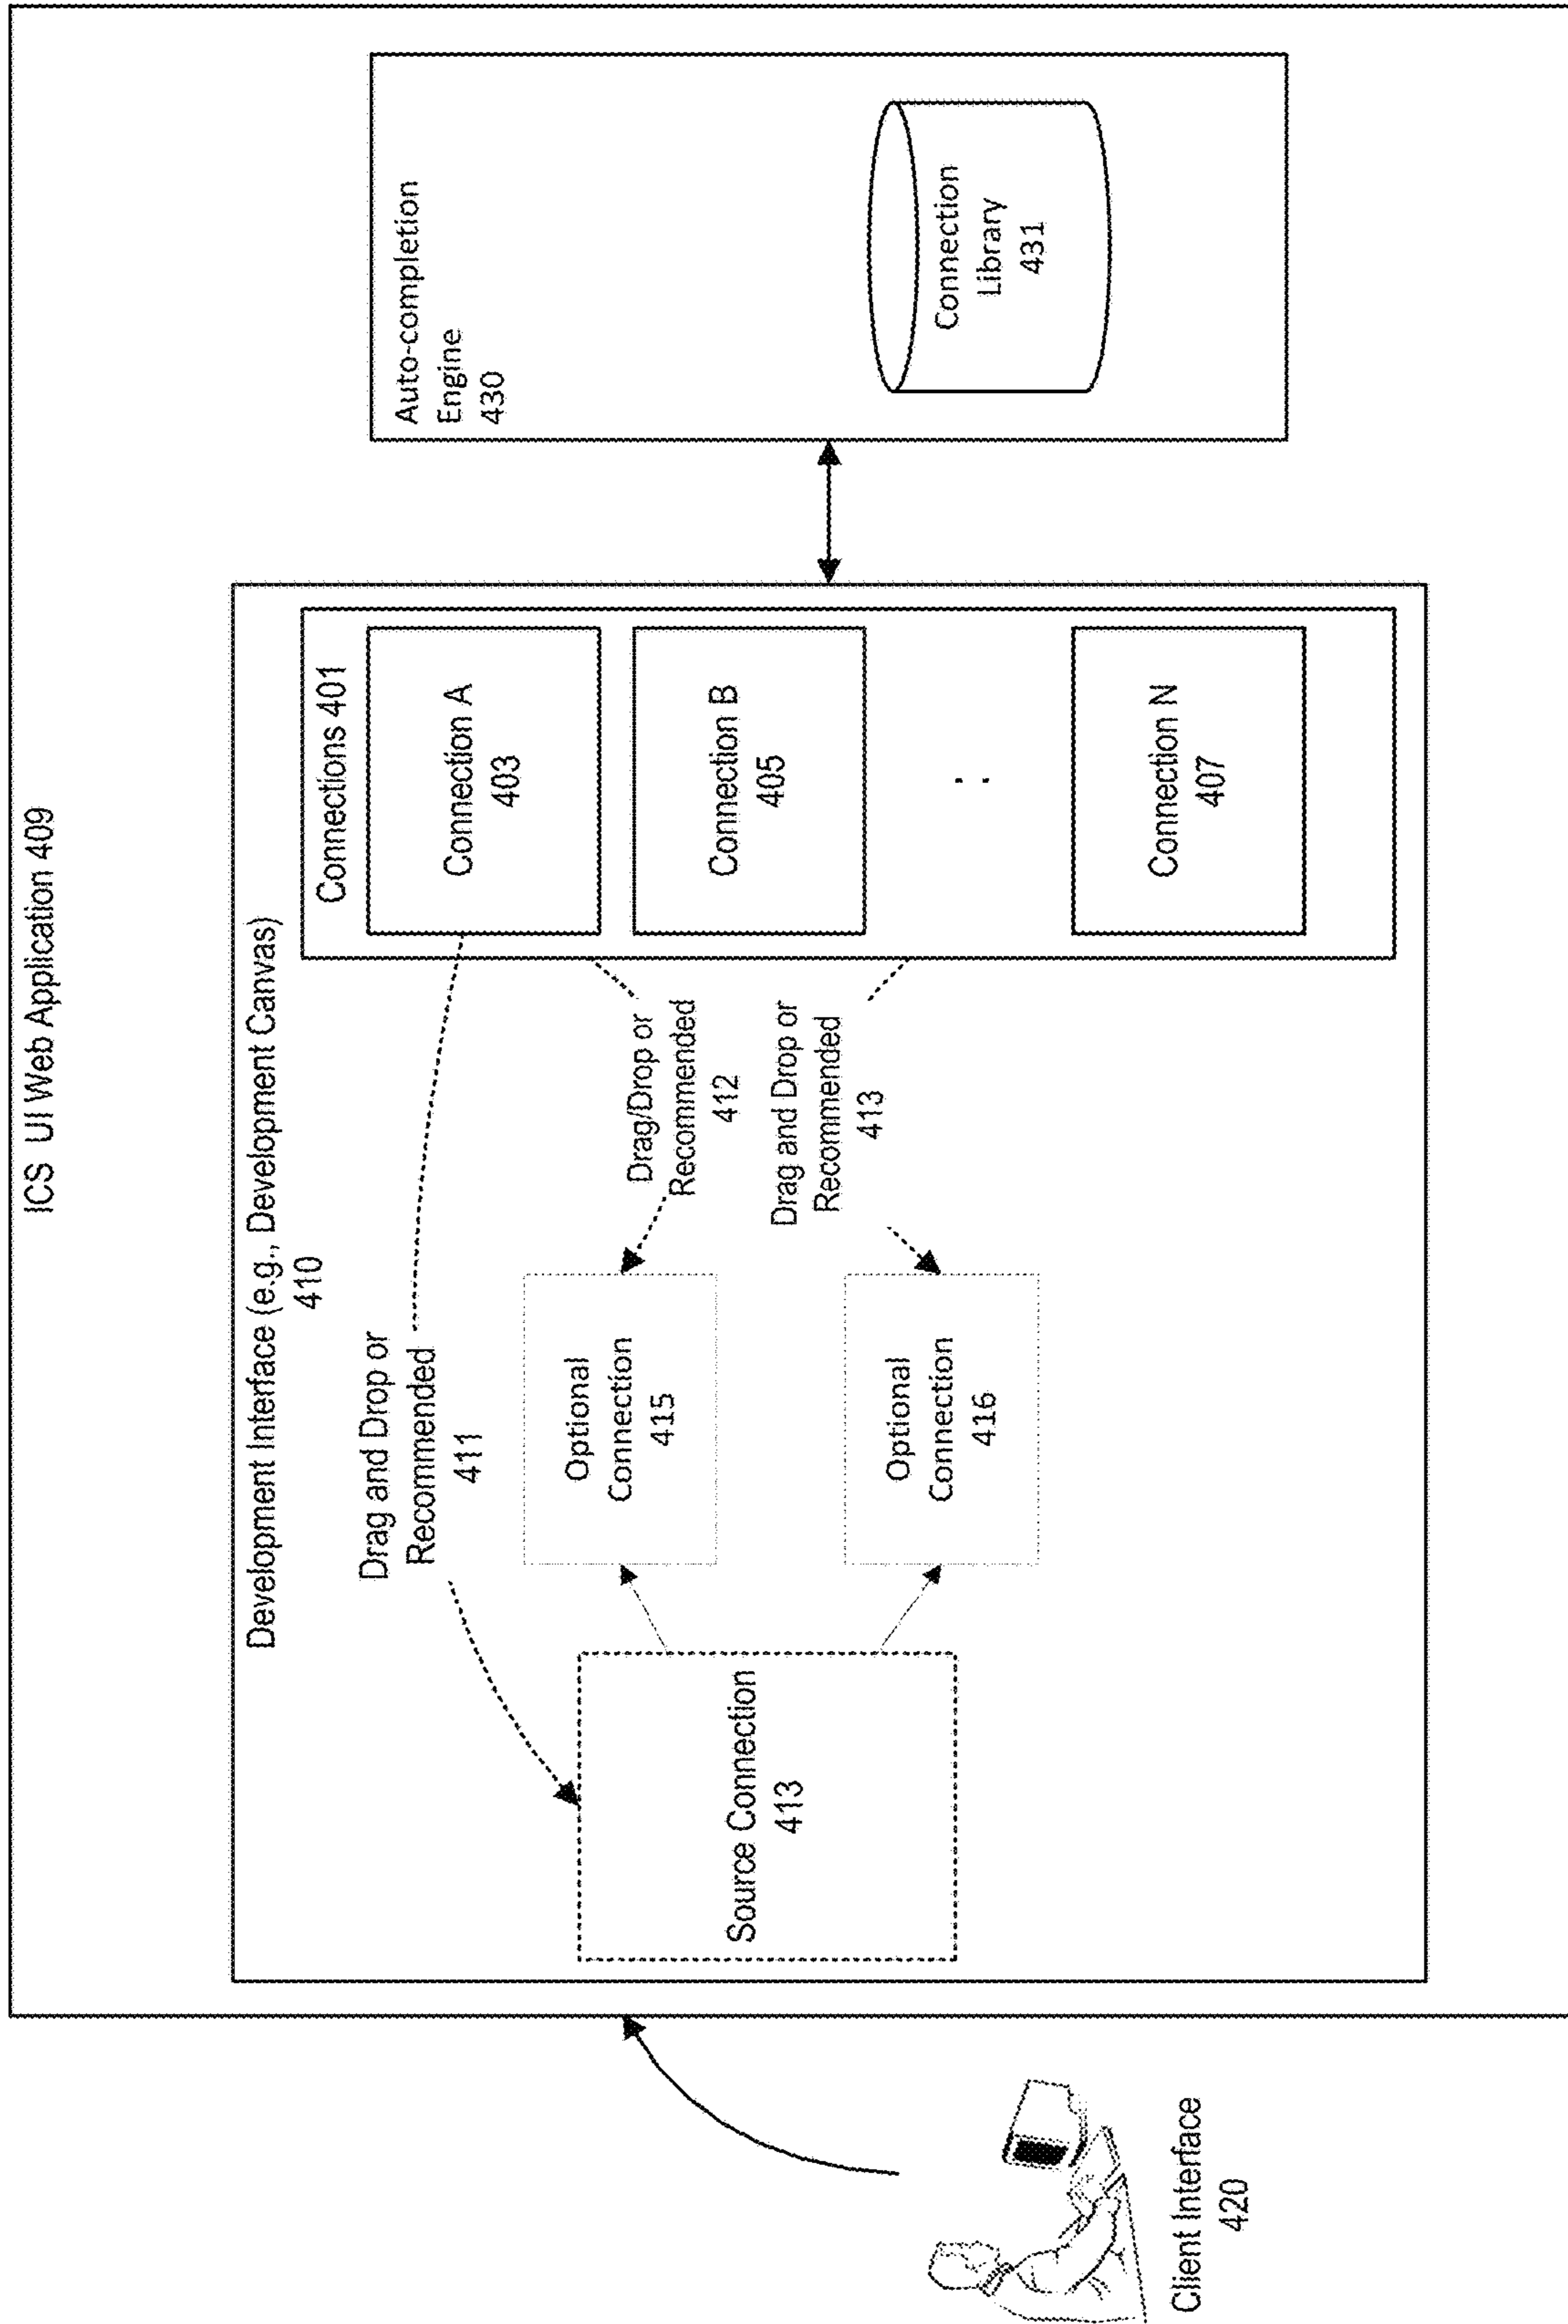 ICS UI Web Application 409
Development Interface (e.g., Development Canvas)
410
Connections 401
Connection A
403
Connection B
405
. .
Connection N
407
Drag and Drop or
Recommended
411
Drag/Drop or
Recommended
412
Drag and Drop or
Recommended
413
Source Connection
413
Optional
Connection
415
Optional
Connection
416
Auto-completion
Engine
430
Connection
Library
431
Client Interface
420